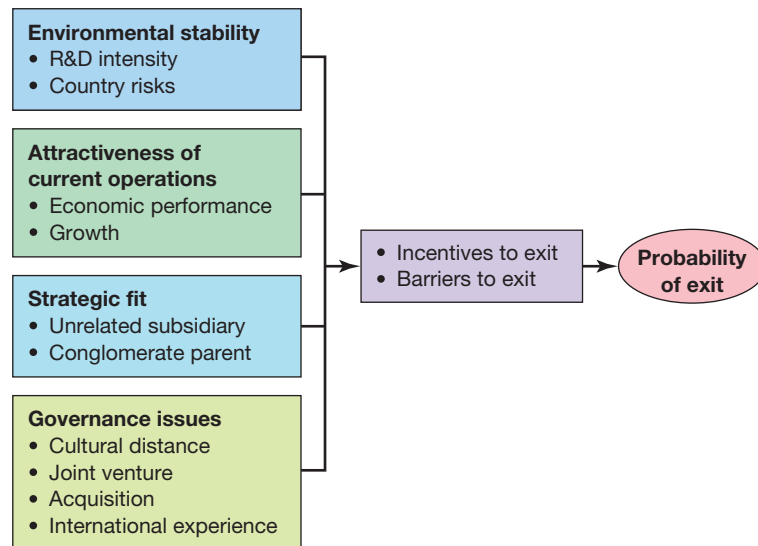 Environmental stability
• R&D intensity
• Country risks
Attractiveness of
current operations
• Economic performance
• Growth
Strategic fit
• Unrelated subsidiary
• Conglomerate parent
Governance issues
• Cultural distance
• Joint venture
• Acquisition
• International experience
• Incentives to exit
• Barriers to exit
Probability
of exit